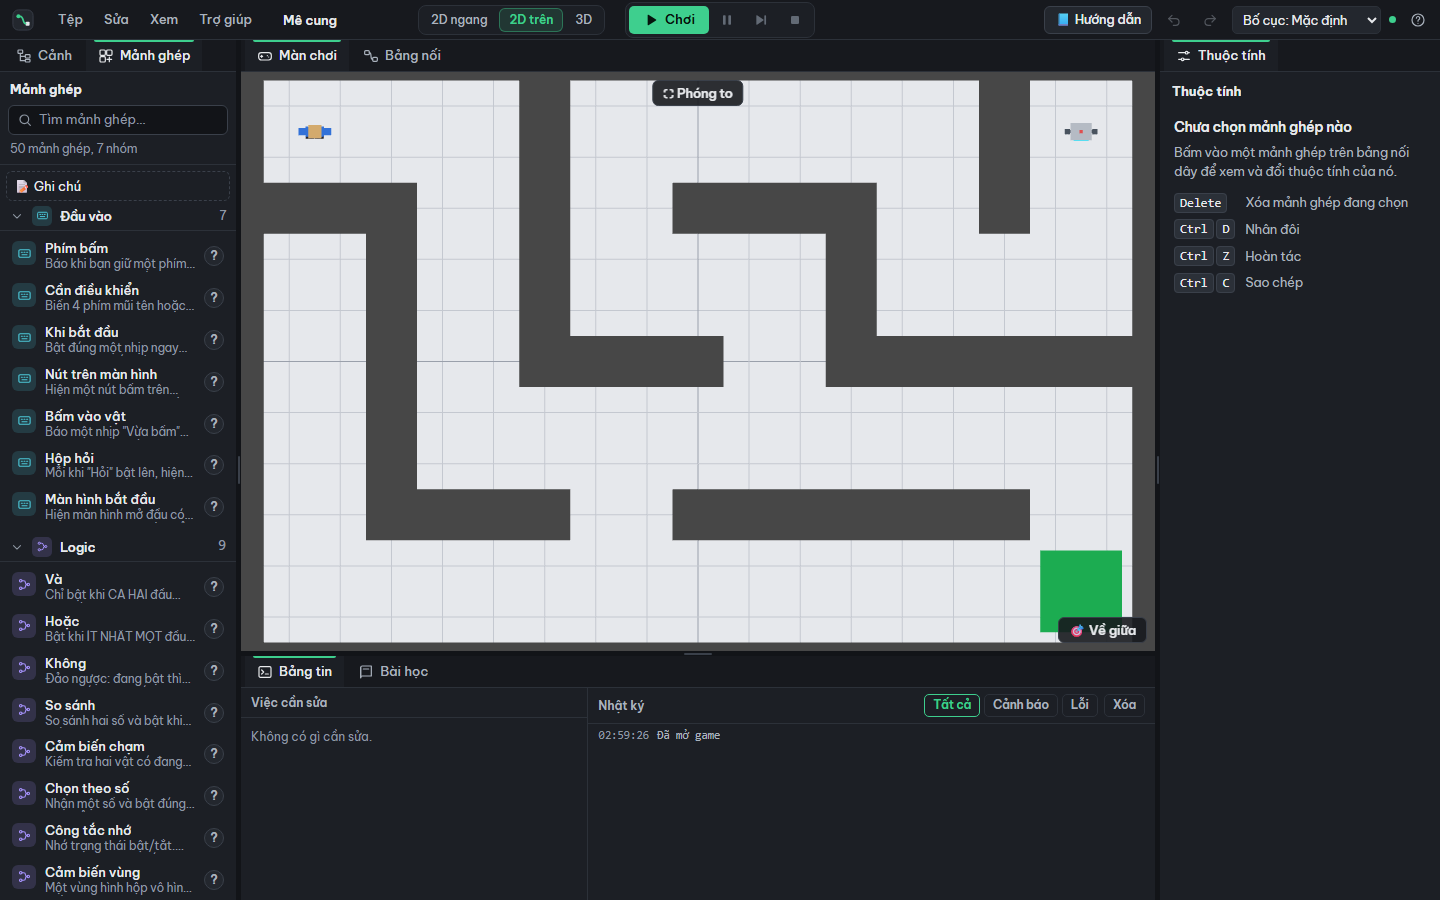 Tệp Sửa Xem Trợ giúp Mê cung 2D ngang 2D trên 3D Chơi Hướng dẫn Bố cục: Mặc định
Cảnh Mảnh ghép Màn chơi Bảng nối Thuộc tính
Mảnh ghép
Tìm mảnh ghép...
50 mảnh ghép, 7 nhóm
Ghi chú
Đầu vào 7
Phím bấm ?
Báo khi bạn giữ một phím...
Cần điều khiển ?
Biến 4 phím mũi tên hoặc...
Khi bắt đầu ?
Bật đúng một nhịp ngay...
Nút trên màn hình ?
Hiện một nút bấm trên...
Bấm vào vật ?
Báo một nhịp "Vừa bấm"...
Hộp hỏi ?
Mỗi khi "Hỏi" bật lên, hiện...
Màn hình bắt đầu ?
Hiện màn hình mở đầu có...
Logic 9
Và ?
Chỉ bật khi CẢ HAI đầu...
Hoặc ?
Bật khi ÍT NHẤT MỘT đầu...
Không ?
Đảo ngược: đang bật thì...
So sánh ?
So sánh hai số và bật khi...
Cảm biến chạm ?
Kiểm tra hai vật có đang...
Chọn theo số ?
Nhận một số và bật đúng...
Công tắc nhớ ?
Nhớ trạng thái bật/tắt....
Cảm biến vùng ?
Một vùng hình hộp vô hìn...
Phóng to
Về giữa
Bảng tin Bài học
Việc cần sửa
Không có gì cần sửa.
Nhật ký Tất cả Cảnh báo Lỗi Xóa
02:59:26 Đã mở game
Thuộc tính
Chưa chọn mảnh ghép nào
Bấm vào một mảnh ghép trên bảng nối
dây để xem và đổi thuộc tính của nó.
Delete Xóa mảnh ghép đang chọn
Ctrl D Nhân đôi
Ctrl Z Hoàn tác
Ctrl C Sao chép